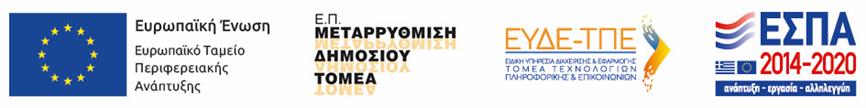 Ευρωπαϊκή Ένωση
Ευρωπαϊκό Ταμείο
Περιφερειακής
Ανάπτυξης
Ε.Π.
ΜΕΤΑΡΡΥΘΜΙΣΗ
ΔΗΜΟΣΙΟΥ
ΤΟΜΕΑ
ΕΥΔΕ-ΤΠΕ
ΕΙΔΙΚΗ ΥΠΗΡΕΣΙΑ ΔΙΑΧΕΙΡΙΣΗΣ & ΕΦΑΡΜΟΓΗΣ
ΤΟΜΕΑ ΤΕΧΝΟΛΟΓΙΩΝ
ΠΛΗΡΟΦΟΡΙΚΗΣ & ΕΠΙΚΟΙΝΩΝΙΩΝ
ΕΣΠΑ
2014-2020
ανάπτυξη - εργασία - αλληλεγγύη